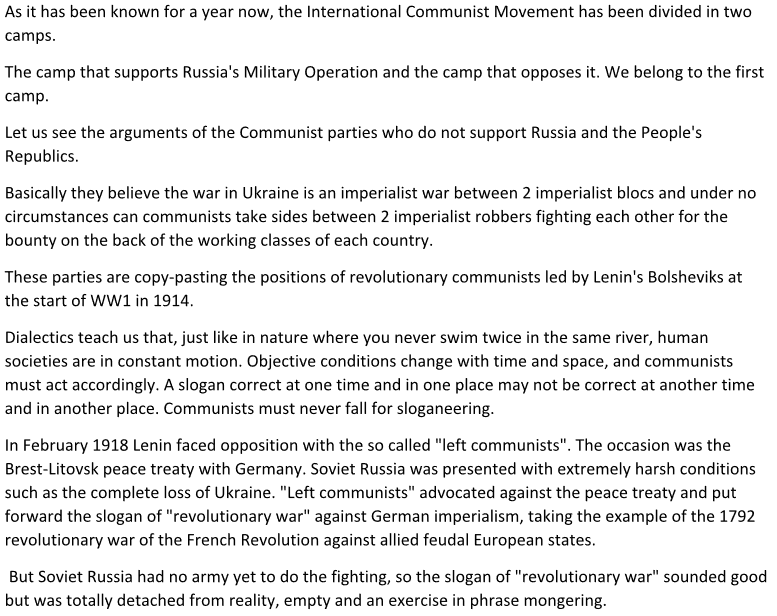 As it has been known for a year now, the International Communist Movement has been divided in two
camps.
The camp that supports Russia's Military Operation and the camp that opposes it. We belong to the first
camp.
Let us see the arguments of the Communist parties who do not support Russia and the People's
Republics.
Basically they believe the war in Ukraine is an imperialist war between 2 imperialist blocs and under no
circumstances can communists take sides between 2 imperialist robbers fighting each other for the
bounty on the back of the working classes of each country.
These parties are copy-pasting the positions of revolutionary communists led by Lenin's Bolsheviks at
the start of WW1 in 1914.
Dialectics teach us that, just like in nature where you never swim twice in the same river, human
societies are in constant motion. Objective conditions change with time and space, and communists
must act accordingly. A slogan correct at one time and in one place may not be correct at another time
and in another place. Communists must never fall for sloganeering.
In February 1918 Lenin faced opposition with the so called "left communists". The occasion was the
Brest-Litovsk peace treaty with Germany. Soviet Russia was presented with extremely harsh conditions
such as the complete loss of Ukraine. "Left communists" advocated against the peace treaty and put
forward the slogan of "revolutionary war" against German imperialism, taking the example of the 1792
revolutionary war of the French Revolution against allied feudal European states.
But Soviet Russia had no army yet to do the fighting, so the slogan of "revolutionary war" sounded good
but was totally detached from reality, empty and an exercise in phrase mongering.